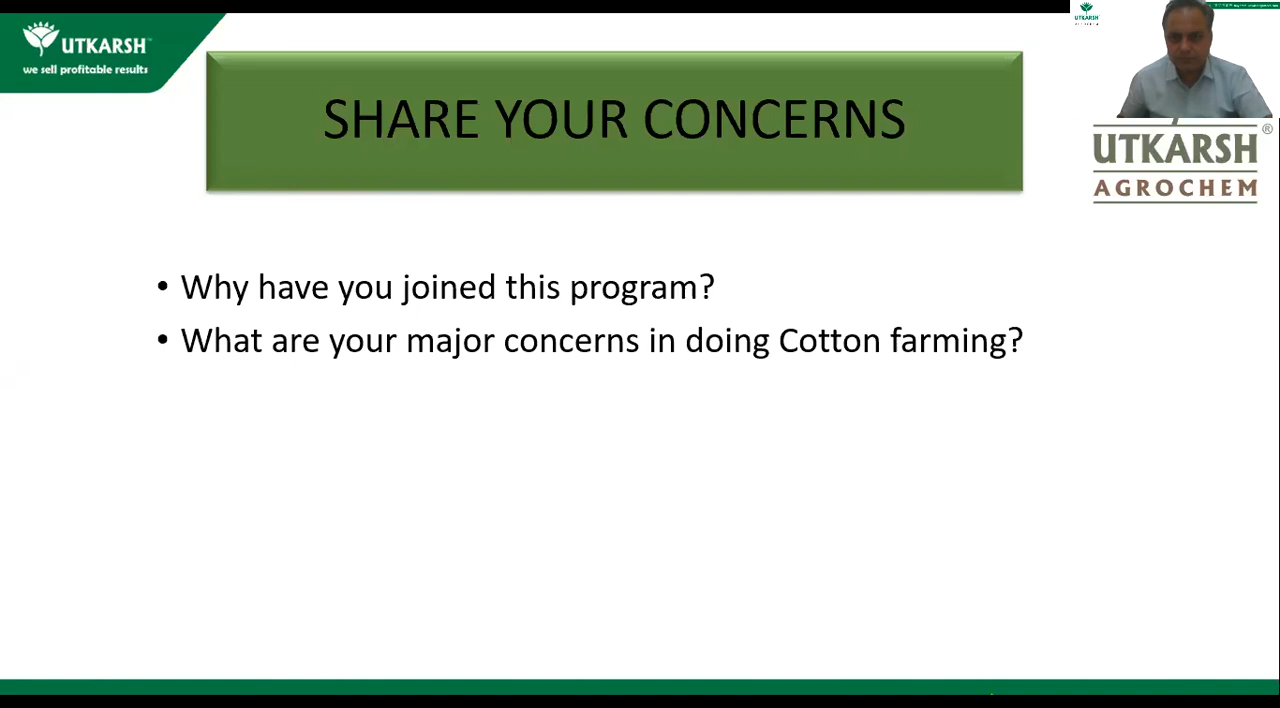 UTKARSH
we sell profitable results
SHARE YOUR CONCERNS
UTKARSH
UTKARSH®
AGROCHEM
• Why have you joined this program?
• What are your major concerns in doing Cotton farming?